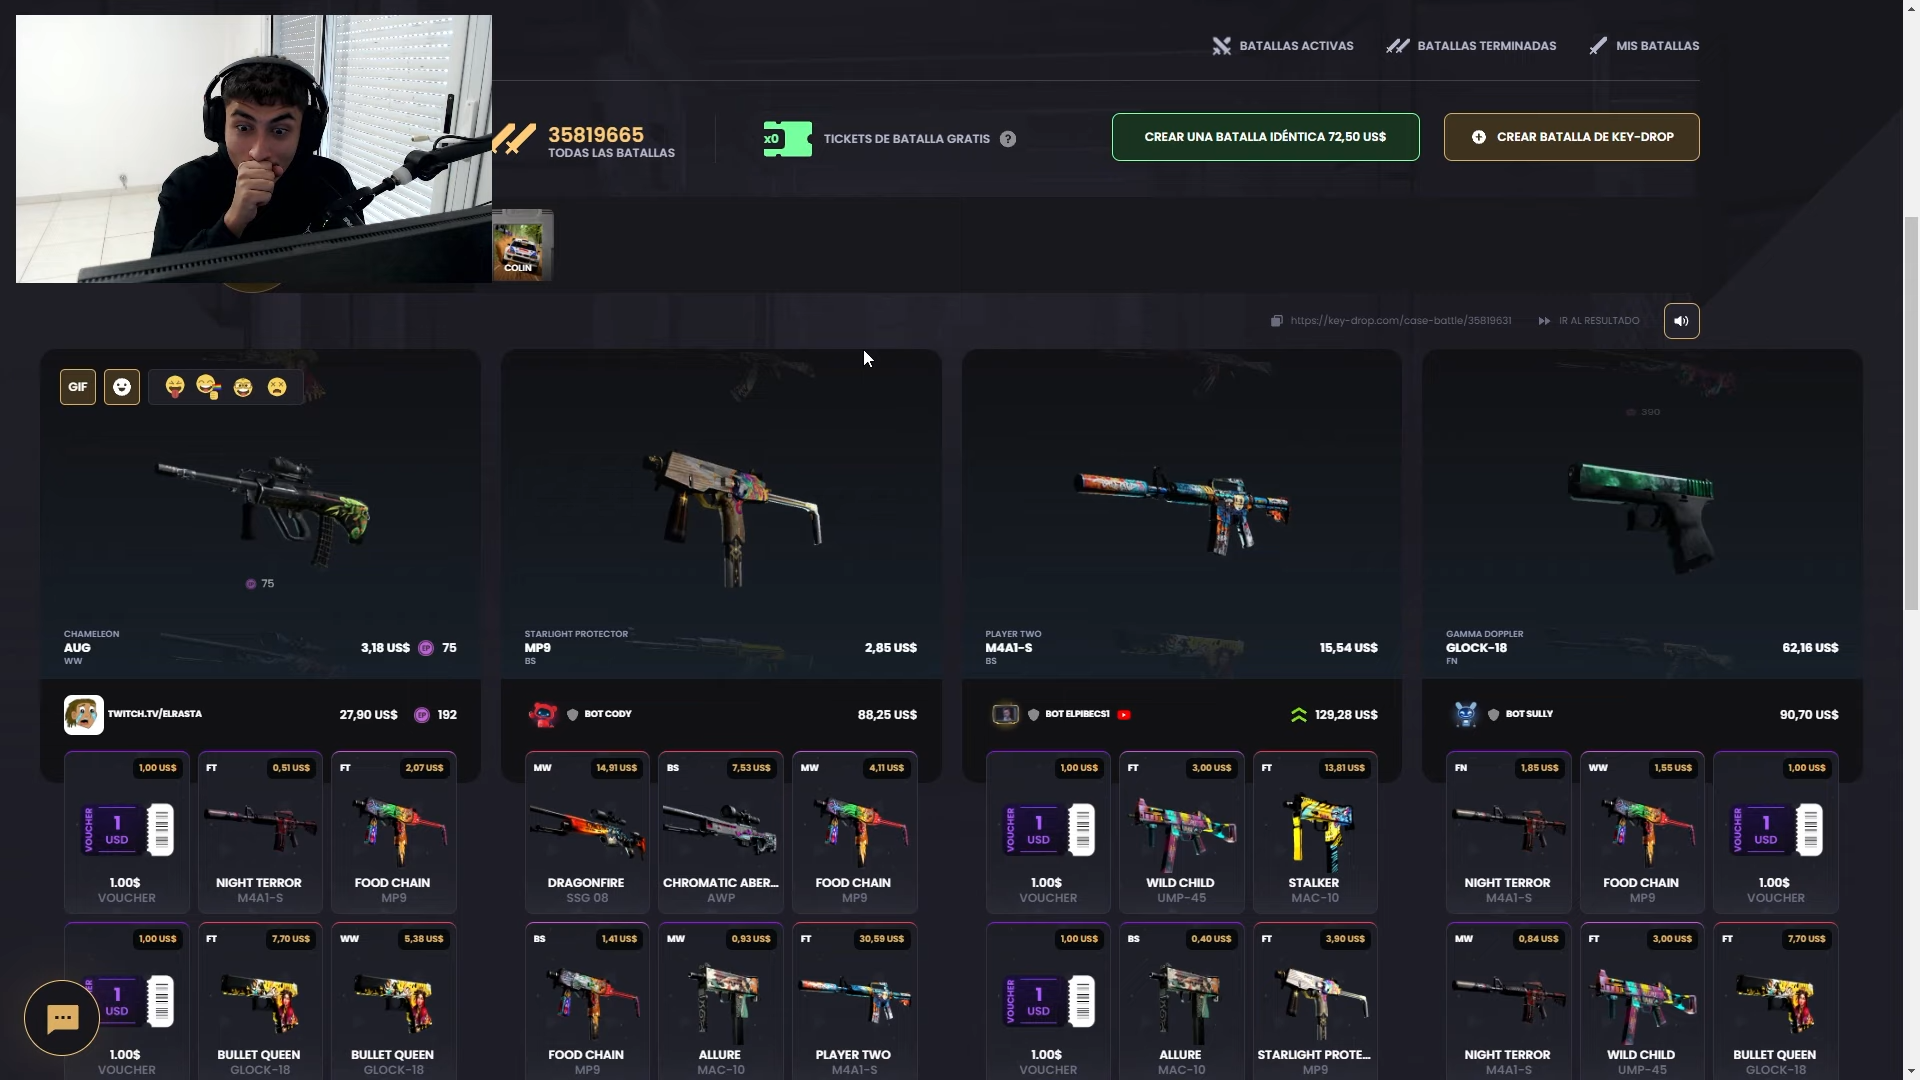 BATALLAS ACTIVAS
BATALLAS TERMINADAS
MIS BATALLAS
35819665
TODAS LAS BATALLAS
x0
TICKETS DE BATALLA GRATIS
?
CREAR UNA BATALLA IDÉNTICA 72,50 US$
CREAR BATALLA DE KEY-DROP
COLIN
https://key-drop.com/case-battle/35819631
IR AL RESULTADO
GIF
75
CHAMELEON
AUG
WW
3,18 US$ 75
STARLIGHT PROTECTOR
MP9
BS
2,85 US$
PLAYER TWO
M4A1-S
BS
15,54 US$
390
GAMMA DOPPLER
GLOCK-18
FN
62,16 US$
TWITCH.TV/ELRASTA
27,90 US$ 192
BOT CODY
88,25 US$
BOT ELPIBECS1
129,28 US$
BOT SULLY
90,70 US$
1,00 US$
FT 0,51 US$
FT 2,07 US$
MW 14,91 US$
BS 7,53 US$
MW 4,11 US$
1,00 US$
FT 3,00 US$
FT 13,81 US$
FN 1,85 US$
WW 1,55 US$
1,00 US$
VOUCHER 1 USD
VOUCHER 1 USD
VOUCHER 1 USD
1.00$
VOUCHER
NIGHT TERROR
M4A1-S
FOOD CHAIN
MP9
DRAGONFIRE
SSG 08
CHROMATIC ABER...
AWP
FOOD CHAIN
MP9
1.00$
VOUCHER
WILD CHILD
UMP-45
STALKER
MAC-10
NIGHT TERROR
M4A1-S
FOOD CHAIN
MP9
1.00$
VOUCHER
1,00 US$
FT 7,70 US$
WW 5,38 US$
BS 1,41 US$
MW 0,93 US$
FT 30,59 US$
1,00 US$
BS 0,40 US$
FT 3,90 US$
MW 0,84 US$
FT 3,00 US$
FT 7,70 US$
1 USD
VOUCHER 1 USD
1.00$
VOUCHER
BULLET QUEEN
GLOCK-18
BULLET QUEEN
GLOCK-18
FOOD CHAIN
MP9
ALLURE
MAC-10
PLAYER TWO
M4A1-S
1.00$
VOUCHER
ALLURE
MAC-10
STARLIGHT PROTE...
MP9
NIGHT TERROR
M4A1-S
WILD CHILD
UMP-45
BULLET QUEEN
GLOCK-18